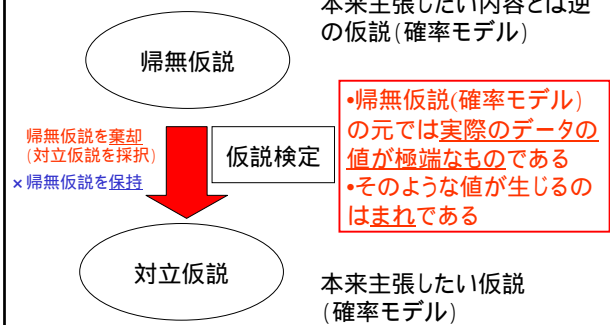 本来主張したい内容とは逆
の仮説(確率モデル)
帰無仮説
帰無仮説を棄却
(対立仮説を採択)
×帰無仮説を保持
仮説検定
•帰無仮説(確率モデル)
の元では実際のデータの
値が極端なものである
•そのような値が生じるの
はまれである
対立仮説
本来主張したい仮説
(確率モデル)